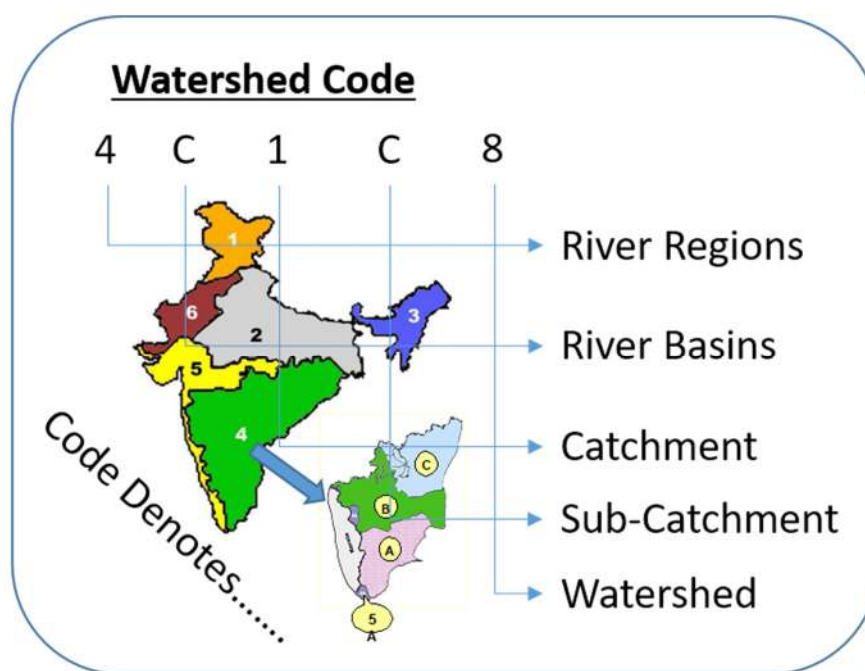 Watershed Code
4 C 1 C 8
1
River Regions
6
2
3
River Basins
5
4
Catchment
C
B
Sub-Catchment
A
Watershed
5
A
Code Denotes.......